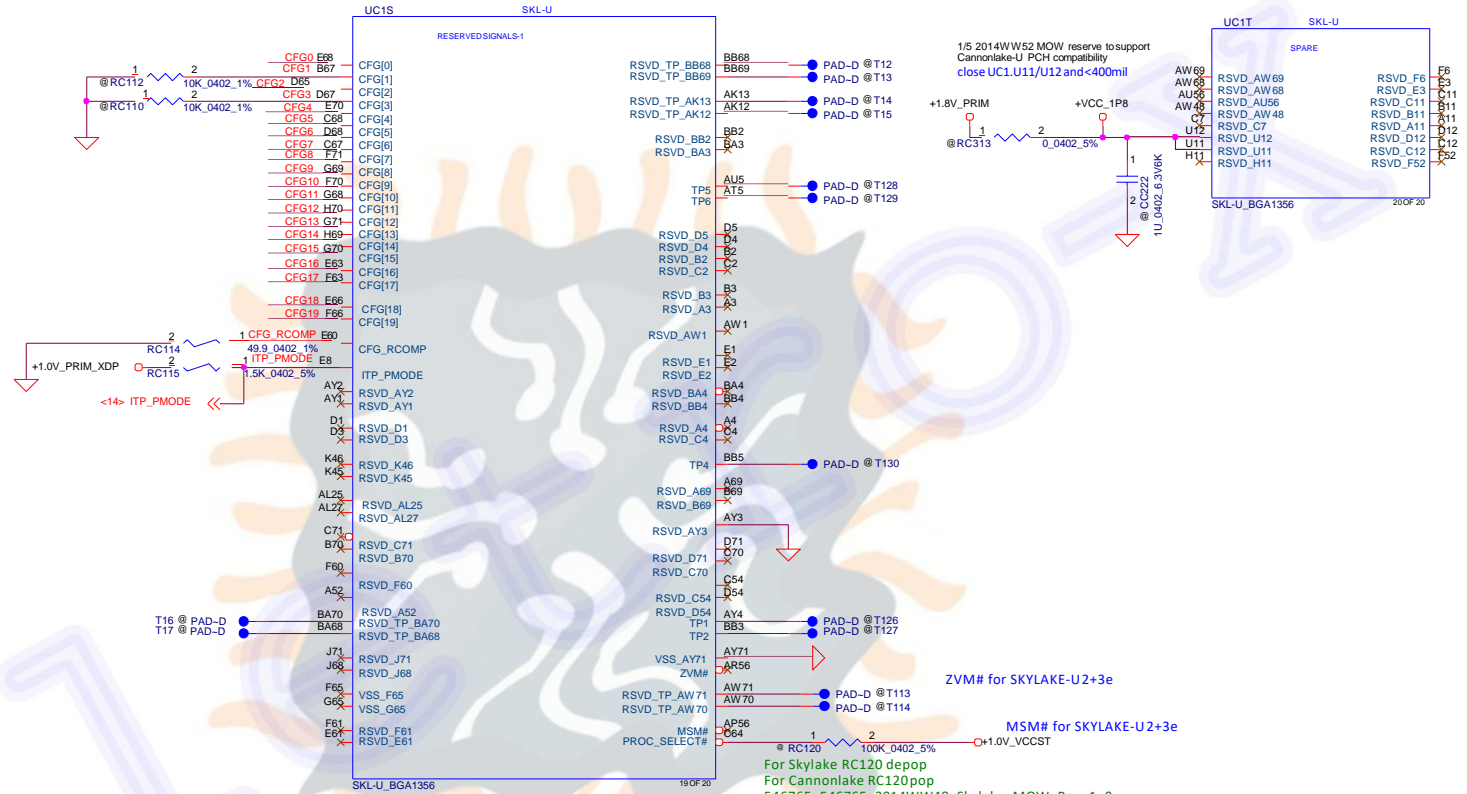 UC1S
SKL-U
RESERVED SIGNALS-1
CFG0 E68 CFG[0]
CFG1 B67 CFG[1]
@RC112 1 2 10K_0402_1% CFG2 D65 CFG[2]
CFG3 D67 CFG[3]
@RC110 1 2 10K_0402_1%
CFG4 E70 CFG[4]
CFG5 C68 CFG[5]
CFG6 D68 CFG[6]
CFG7 C67 CFG[7]
CFG8 F71 CFG[8]
CFG9 G69 CFG[9]
CFG10 F70 CFG[10]
CFG11 G68 CFG[11]
CFG12 H70 CFG[12]
CFG13 G71 CFG[13]
CFG14 H69 CFG[14]
CFG15 G70 CFG[15]
CFG16 E63 CFG[16]
CFG17 F63 CFG[17]
CFG18 E66 CFG[18]
CFG19 F66 CFG[19]
2 1 CFG_RCOMP E60 CFG_RCOMP
RC114 49.9_0402_1%
+1.0V_PRIM_XDP 2 1 ITP_PMODE E8 ITP_PMODE
RC115 1.5K_0402_5%
<14> ITP_PMODE
AY2 RSVD_AY2
AY1 RSVD_AY1
D1 RSVD_D1
D3 RSVD_D3
K46 RSVD_K46
K45 RSVD_K45
AL25 RSVD_AL25
AL27 RSVD_AL27
C71 RSVD_C71
B70 RSVD_B70
F60 RSVD_F60
A52 RSVD_A52
T16 @ PAD~D BA70 RSVD_TP_BA70
T17 @ PAD~D BA68 RSVD_TP_BA68
J71 RSVD_J71
J68 RSVD_J68
F65 VSS_F65
G65 VSS_G65
F61 RSVD_F61
E61 RSVD_E61
SKL-U_BGA1356
19 OF 20
RSVD_TP_BB68 BB68 PAD~D @ T12
RSVD_TP_BB69 BB69 PAD~D @ T13
RSVD_TP_AK13 AK13 PAD~D @ T14
RSVD_TP_AK12 AK12 PAD~D @ T15
RSVD_BB2 BB2
RSVD_BA3 BA3
TP5 AU5 PAD~D @ T128
TP6 AT5 PAD~D @ T129
RSVD_D5 D5
RSVD_D4 D4
RSVD_B2 B2
RSVD_C2 C2
RSVD_B3 B3
RSVD_A3 A3
RSVD_AW1 AW1
RSVD_E1 E1
RSVD_E2 E2
RSVD_BA4 BA4
RSVD_BB4 BB4
RSVD_A4 A4
RSVD_C4 C4
TP4 BB5 PAD~D @ T130
RSVD_A69 A69
RSVD_B69 B69
RSVD_AY3 AY3
RSVD_D71 D71
RSVD_C70 C70
RSVD_C54 C54
RSVD_D54 D54
TP1 AY4 PAD~D @ T126
TP2 BB3 PAD~D @ T127
VSS_AY71 AY71
ZVM# AR56
RSVD_TP_AW71 AW71 PAD~D @ T113
RSVD_TP_AW70 AW70 PAD~D @ T114
MSM# AP56
PROC_SELECT# C64 1 2 +1.0V_VCCST
@ RC120 100K_0402_5%
ZVM# for SKYLAKE-U2+3e
MSM# for SKYLAKE-U2+3e
For Skylake RC120 depop
For Cannonlake RC120 pop
1/5 2014WW52 MOW reserve to support
Cannonlake-U PCH compatibility
close UC1.U11/U12 and <400mil
+1.8V_PRIM
+VCC_1P8
1 2
@RC313 0_0402_5%
1
2
@ CC222
1U_0402_6.3V6K
UC1T
SKL-U
SPARE
AW69 RSVD_AW69 RSVD_F6 F6
AW68 RSVD_AW68 RSVD_E3 E3
AU56 RSVD_AU56 RSVD_C11 C11
AW48 RSVD_AW48 RSVD_B11 B11
C7 RSVD_C7 RSVD_A11 A11
U12 RSVD_U12 RSVD_D12 D12
U11 RSVD_U11 RSVD_C12 C12
H11 RSVD_H11 RSVD_F52 F52
SKL-U_BGA1356
20 OF 20